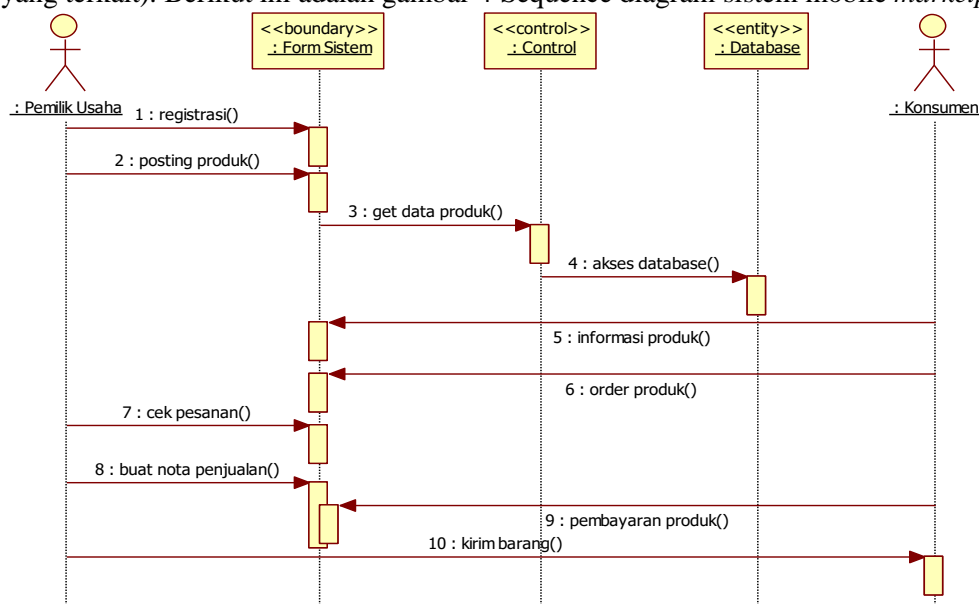 yang terkait). Berikut ini adalah gambar 4 Sequence diagram sistem mobile
<<boundary>>
: Form Sistem
<<control>>
: Control
<<entity>>
: Database
: Pemilik Usaha
: Konsumen
1 : registrasi()
2 : posting produk()
3 : get data produk()
4 : akses database()
5 : informasi produk()
6 : order produk()
7 : cek pesanan()
8 : buat nota penjualan()
9 : pembayaran produk()
10 : kirim barang()